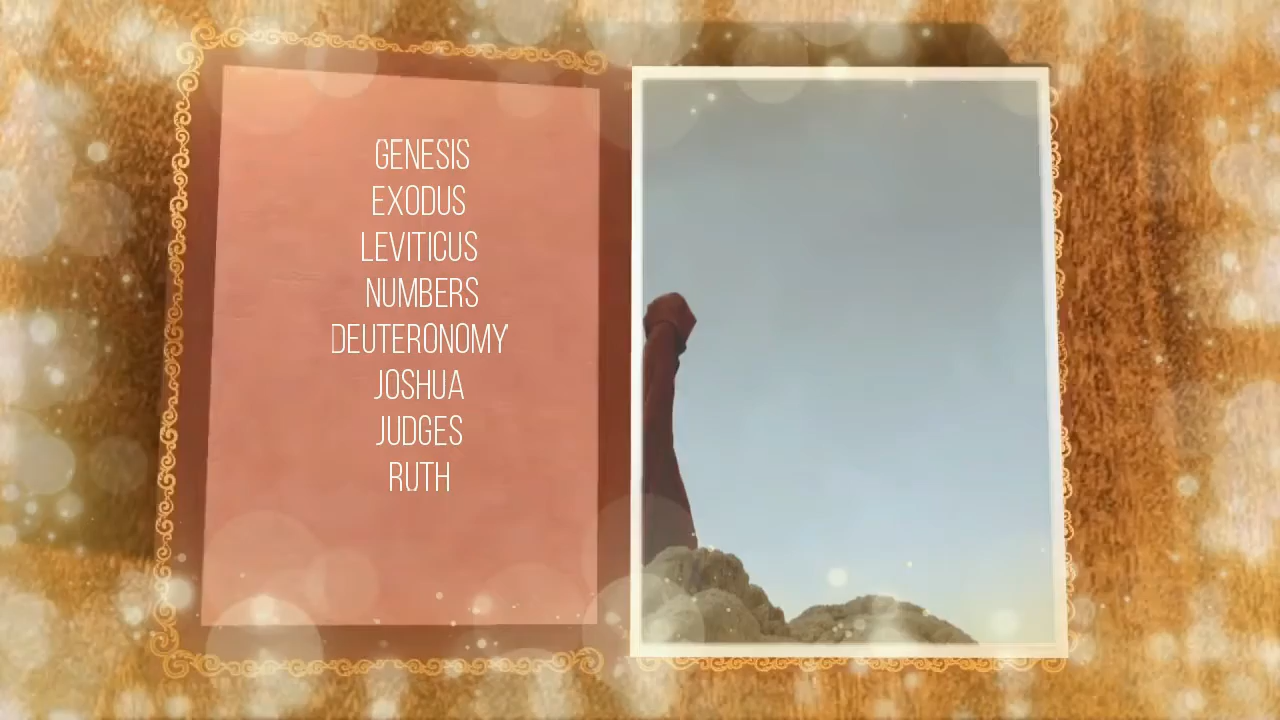 GENESIS
EXODUS
LEVITICUS
NUMBERS
DEUTERONOMY
JOSHUA
JUDGES
RUTH